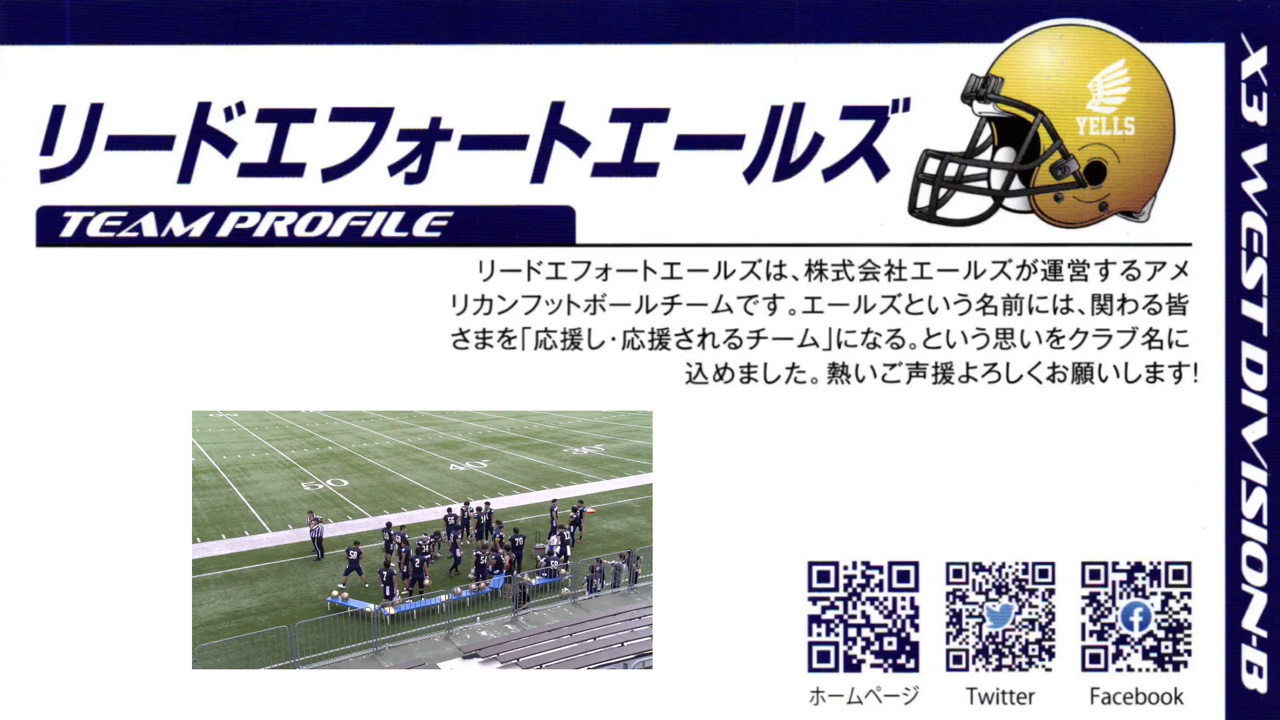 リードエフォートエールズ
YELLS
TEAM PROFILE
リードエフォートエールズは、株式会社エールズが運営するアメ
リカンフットボールチームです。エールズという名前には、関わる皆
さまを「応援し・応援されるチーム」になる。という思いをクラブ名に
込めました。熱いご声援よろしくお願いします!
50
40
30
ホームページ
Twitter
Facebook
X3 WEST DIVISION-B